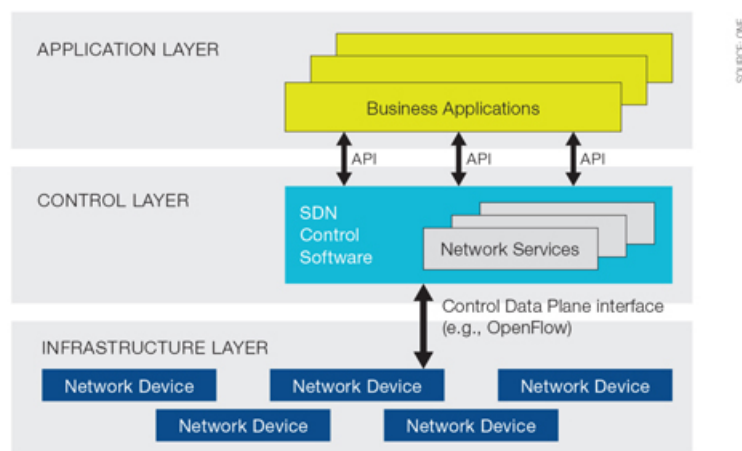 APPLICATION LAYER
Business Applications
API API API
CONTROL LAYER
SDN
Control
Software
Network Services
Control Data Plane interface
(e.g., OpenFlow)
INFRASTRUCTURE LAYER
Network Device Network Device Network Device
Network Device Network Device
SOURCE: